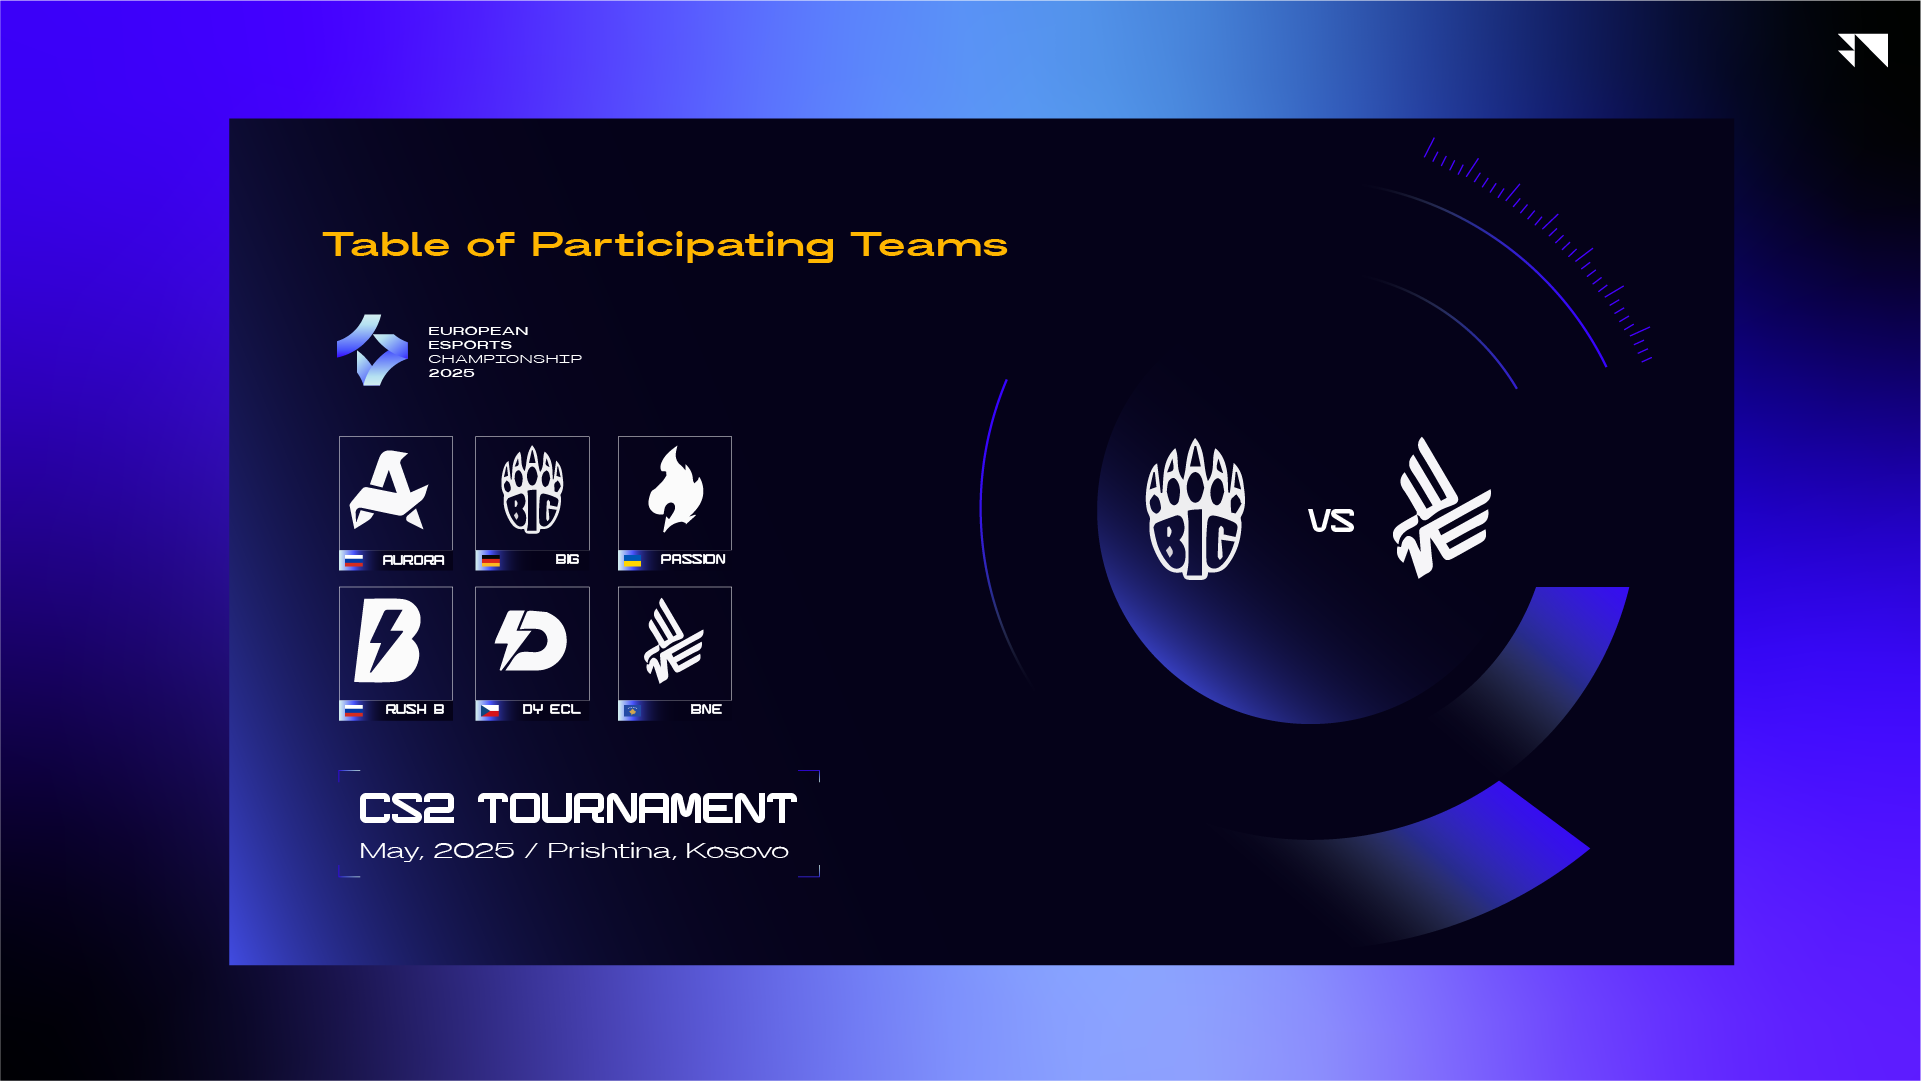 Table of Participating Teams
EUROPEAN
ESPORTS
CHAMPIONSHIP
2025
BIG
AURORA
BIG
PASSION
RUSH B
DY ECL
BNE
CS2 TOURNAMENT
May, 2025 / Prishtina, Kosovo
BIG
VS